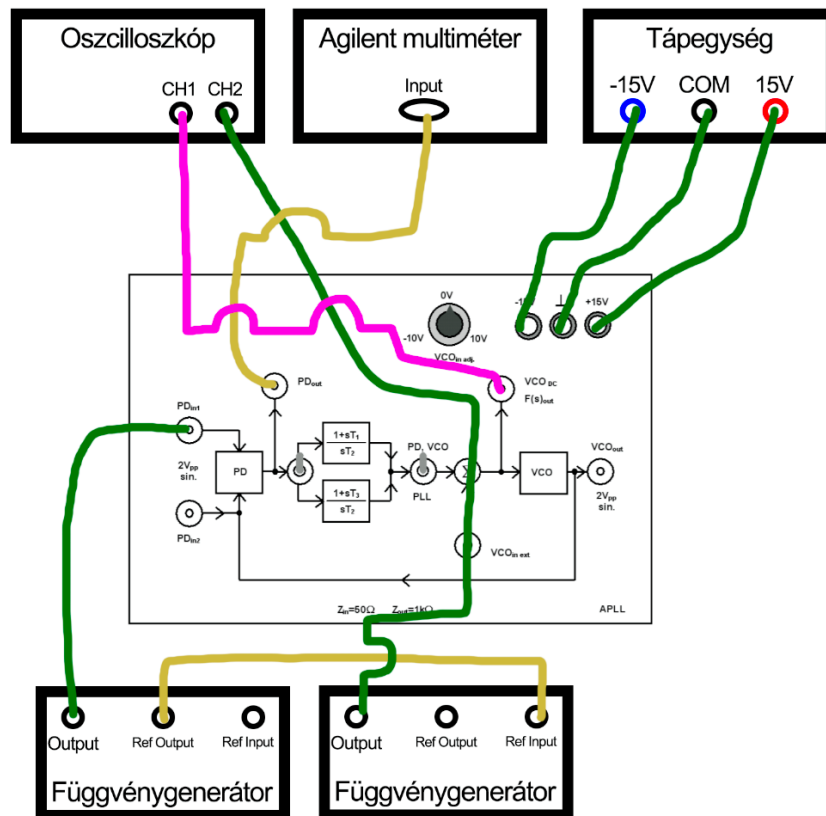 Oszcilloszkóp
CH1 CH2
Agilent multiméter
Input
Tápegység
-15V COM 15V
0V
-10V 10V
VCOin adj.
-15V ⊥ +15V
PDout
VCO DC
F(s)out
PDin1
2Vpp
sin.
PD
1+sT1
sT2
1+sT3
sT2
PD, VCO
PLL
Σ
VCO
VCOout
2Vpp
sin.
PDin2
VCOin ext
Zin=50Ω Zout=1kΩ
APLL
Output Ref Output Ref Input
Függvénygenerátor
Output Ref Output Ref Input
Függvénygenerátor